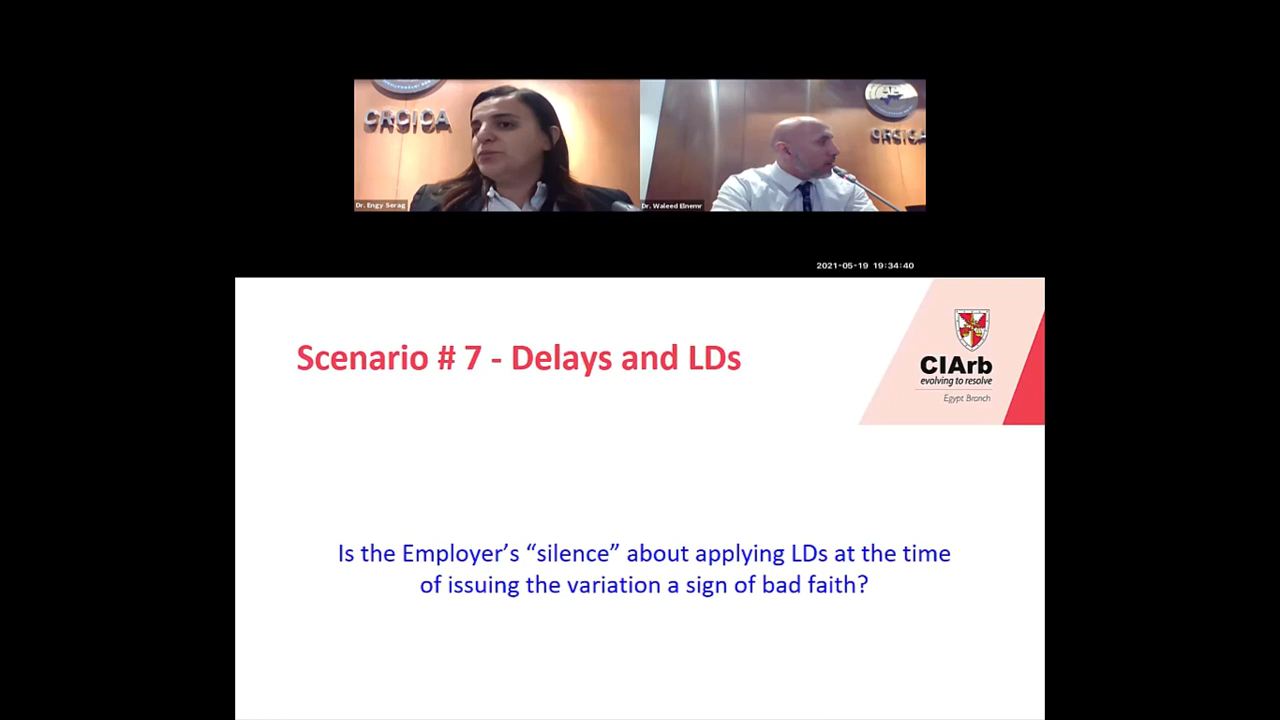 CRCICA
CRCICA
Dr. Engy Serag
Dr. Waleed Elnemr
2021-05-19 19:34:40
Scenario # 7 - Delays and LDs
CIArb
evolving to resolve
Egypt Branch
Is the Employer’s “silence” about applying LDs at the time
of issuing the variation a sign of bad faith?